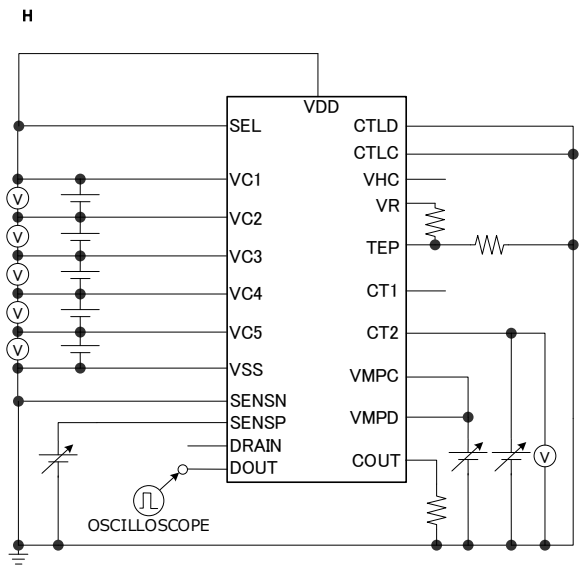 H
VDD
SEL
CTLD
CTLC
VC1
VHC
VR
VC2
TEP
VC3
VC4
CT1
VC5
CT2
VSS
VMPC
SENSN
VMPD
SENSP
DRAIN
COUT
DOUT
OSCILLOSCOPE
V
V
V
V
V
V